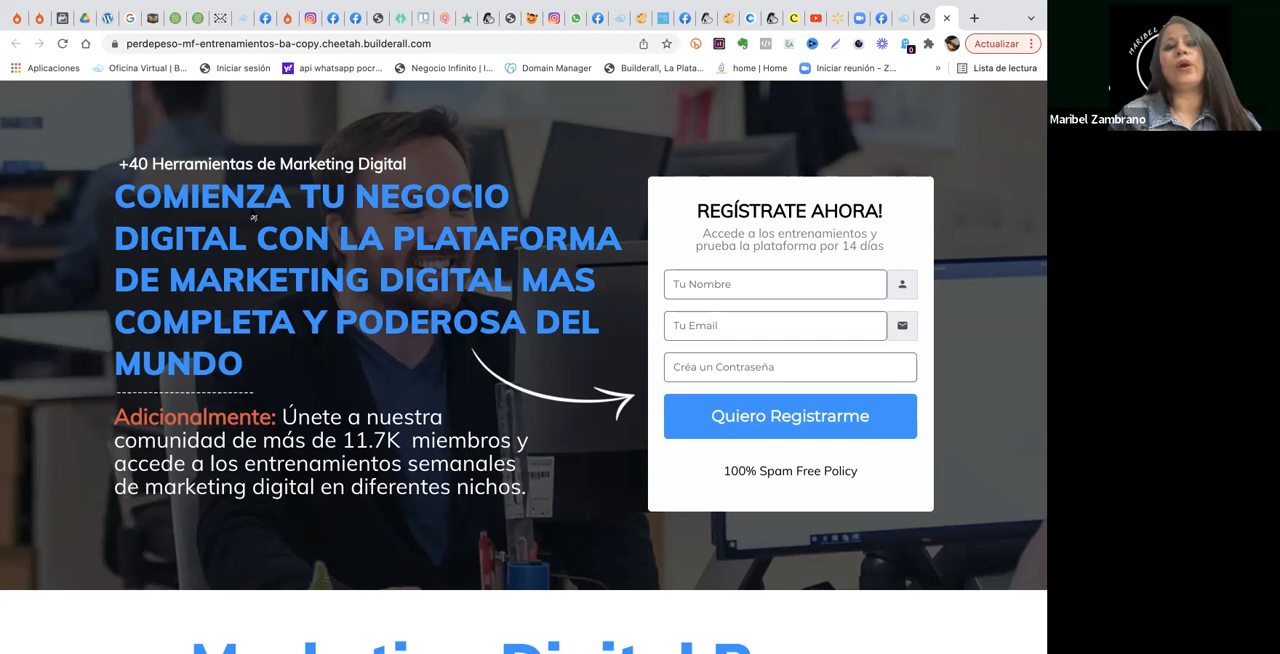 perdepeso-mf-entrenamientos-ba-copy.cheetah.builderall.com
Actualizar
Aplicaciones
Oficina Virtual | B...
Iniciar sesión
api whatsapp pocr...
Negocio Infinito | I...
Domain Manager
Builderall, La Plata...
home | Home
Iniciar reunión - Z...
»
Lista de lectura
MARIBEL
Maribel Zambrano
+40 Herramientas de Marketing Digital
COMIENZA TU NEGOCIO
DIGITAL CON LA PLATAFORMA
DE MARKETING DIGITAL MAS
COMPLETA Y PODEROSA DEL
MUNDO
Adicionalmente: Únete a nuestra
comunidad de más de 11.7K miembros y
accede a los entrenamientos semanales
de marketing digital en diferentes nichos.
REGÍSTRATE AHORA!
Accede a los entrenamientos y
prueba la plataforma por 14 días
Tu Nombre
Tu Email
Créa un Contraseña
Quiero Registrarme
100% Spam Free Policy